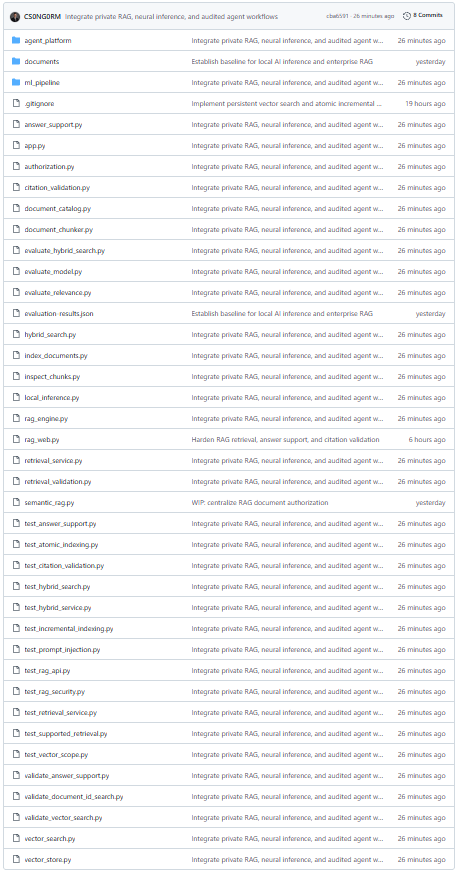 CS0NG0RM Integrate private RAG, neural inference, and audited agent workflows cba6591 · 26 minutes ago 8 Commits
agent_platform Integrate private RAG, neural inference, and audited agent w... 26 minutes ago
documents Establish baseline for local AI inference and enterprise RAG yesterday
ml_pipeline Integrate private RAG, neural inference, and audited agent w... 26 minutes ago
.gitignore Implement persistent vector search and atomic incremental ... 19 hours ago
answer_support.py Integrate private RAG, neural inference, and audited agent w... 26 minutes ago
app.py Integrate private RAG, neural inference, and audited agent w... 26 minutes ago
authorization.py Integrate private RAG, neural inference, and audited agent w... 26 minutes ago
citation_validation.py Integrate private RAG, neural inference, and audited agent w... 26 minutes ago
document_catalog.py Integrate private RAG, neural inference, and audited agent w... 26 minutes ago
document_chunker.py Integrate private RAG, neural inference, and audited agent w... 26 minutes ago
evaluate_hybrid_search.py Integrate private RAG, neural inference, and audited agent w... 26 minutes ago
evaluate_model.py Integrate private RAG, neural inference, and audited agent w... 26 minutes ago
evaluate_relevance.py Integrate private RAG, neural inference, and audited agent w... 26 minutes ago
evaluation-results.json Establish baseline for local AI inference and enterprise RAG yesterday
hybrid_search.py Integrate private RAG, neural inference, and audited agent w... 26 minutes ago
index_documents.py Integrate private RAG, neural inference, and audited agent w... 26 minutes ago
inspect_chunks.py Integrate private RAG, neural inference, and audited agent w... 26 minutes ago
local_inference.py Integrate private RAG, neural inference, and audited agent w... 26 minutes ago
rag_engine.py Integrate private RAG, neural inference, and audited agent w... 26 minutes ago
rag_web.py Harden RAG retrieval, answer support, and citation validation 6 hours ago
retrieval_service.py Integrate private RAG, neural inference, and audited agent w... 26 minutes ago
retrieval_validation.py Integrate private RAG, neural inference, and audited agent w... 26 minutes ago
semantic_rag.py WIP: centralize RAG document authorization yesterday
test_answer_support.py Integrate private RAG, neural inference, and audited agent w... 26 minutes ago
test_atomic_indexing.py Integrate private RAG, neural inference, and audited agent w... 26 minutes ago
test_citation_validation.py Integrate private RAG, neural inference, and audited agent w... 26 minutes ago
test_hybrid_search.py Integrate private RAG, neural inference, and audited agent w... 26 minutes ago
test_hybrid_service.py Integrate private RAG, neural inference, and audited agent w... 26 minutes ago
test_incremental_indexing.py Integrate private RAG, neural inference, and audited agent w... 26 minutes ago
test_prompt_injection.py Integrate private RAG, neural inference, and audited agent w... 26 minutes ago
test_rag_api.py Integrate private RAG, neural inference, and audited agent w... 26 minutes ago
test_rag_security.py Integrate private RAG, neural inference, and audited agent w... 26 minutes ago
test_retrieval_service.py Integrate private RAG, neural inference, and audited agent w... 26 minutes ago
test_supported_retrieval.py Integrate private RAG, neural inference, and audited agent w... 26 minutes ago
test_vector_scope.py Integrate private RAG, neural inference, and audited agent w... 26 minutes ago
validate_answer_support.py Integrate private RAG, neural inference, and audited agent w... 26 minutes ago
validate_document_id_search.py Integrate private RAG, neural inference, and audited agent w... 26 minutes ago
validate_vector_search.py Integrate private RAG, neural inference, and audited agent w... 26 minutes ago
vector_search.py Integrate private RAG, neural inference, and audited agent w... 26 minutes ago
vector_store.py Integrate private RAG, neural inference, and audited agent w... 26 minutes ago